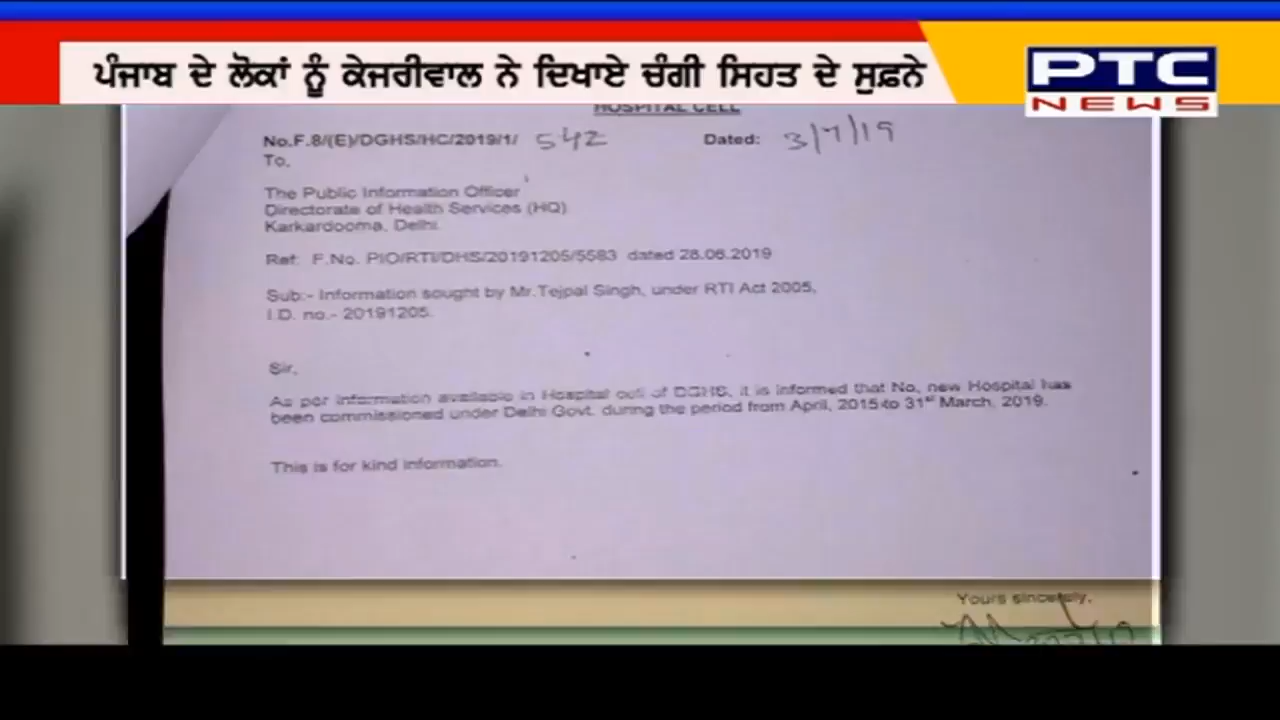 ਪੰਜਾਬ ਦੇ ਲੋਕਾਂ ਨੂੰ ਕੇਜਰੀਵਾਲ ਨੇ ਦਿਖਾਏ ਚੰਗੀ ਸਿਹਤ ਦੇ ਸੁਫ਼ਨੇ
PTC
NEWS
HOSPITAL CELL
No.F.8/(E)/DGHS/HC/2019/1/ 542 Dated: 3/7/19
To,
The Public Information Officer
Directorate of Health Services (HQ)
Karkardooma, Delhi.
Ref: F.No. PIO/RTI/DHS/20191205/5583 dated 28.06.2019
Sub:- Information sought by Mr.Tejpal Singh, under RTI Act 2005,
I.D. no.- 20191205.
Sir,
As per information available in Hospital of DGHS, it is informed that No, new Hospital has
been commissioned under Delhi Govt. during the period from April, 2015 to 31st March, 2019.
This is for kind information.
Yours sincerely,